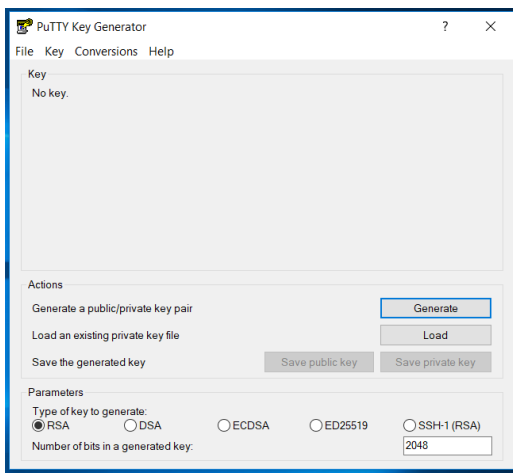 PuTTY Key Generator ? ×
File Key Conversions Help
Key
No key.
Actions
Generate a public/private key pair Generate
Load an existing private key file Load
Save the generated key Save public key Save private key
Parameters
Type of key to generate:
RSA DSA ECDSA ED25519 SSH-1 (RSA)
Number of bits in a generated key: 2048